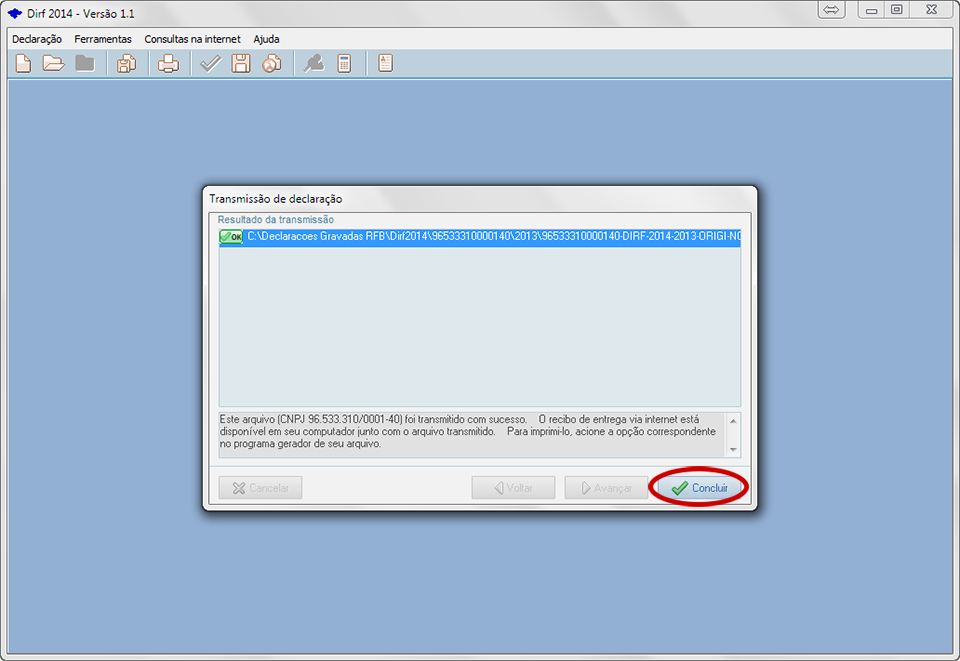 Dirf 2014 - Versão 1.1
Declaração Ferramentas Consultas na internet Ajuda
Transmissão de declaração
Resultado da transmissão
OK C:\Declaracoes Gravadas RFB\Dirf2014\96533310000140\2013\96533310000140-DIRF-2014-2013-ORIGI-NO
Este arquivo (CNPJ 96.533.310/0001-40) foi transmitido com sucesso. O recibo de entrega via internet está
disponível em seu computador junto com o arquivo transmitido. Para imprimi-lo, acione a opção correspondente
no programa gerador de seu arquivo.
Cancelar Voltar Avançar Concluir